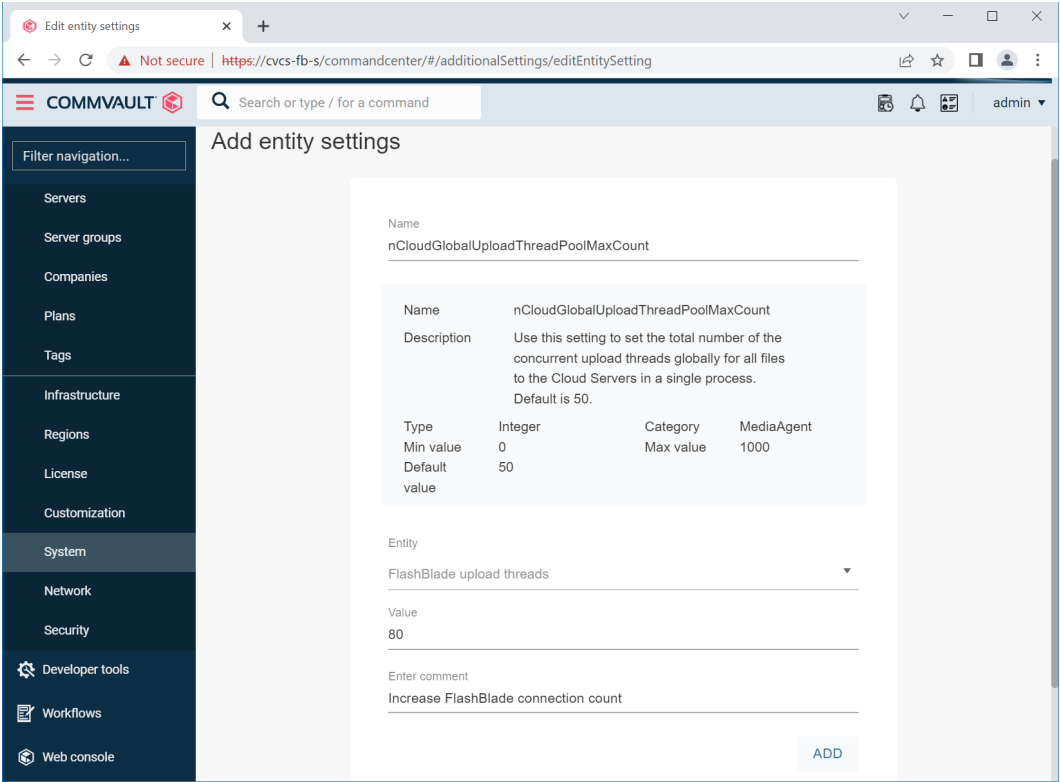 Edit entity settings
Not secure | https://cvcs-fb-s/commandcenter/#/additionalSettings/editEntitySetting
COMMVAULT
Search or type / for a command
admin
Filter navigation...
Servers
Server groups
Companies
Plans
Tags
Infrastructure
Regions
License
Customization
System
Network
Security
Developer tools
Workflows
Web console
Add entity settings
Name
nCloudGlobalUploadThreadPoolMaxCount
Name nCloudGlobalUploadThreadPoolMaxCount
Description Use this setting to set the total number of the
concurrent upload threads globally for all files
to the Cloud Servers in a single process.
Default is 50.
Type Integer Category MediaAgent
Min value 0 Max value 1000
Default 50
value
Entity
FlashBlade upload threads
Value
80
Enter comment
Increase FlashBlade connection count
ADD